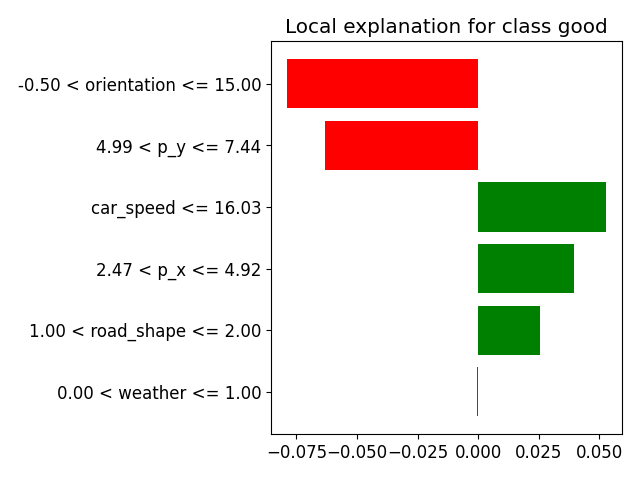 Local explanation for class good
-0.50 < orientation <= 15.00
4.99 < p_y <= 7.44
car_speed <= 16.03
2.47 < p_x <= 4.92
1.00 < road_shape <= 2.00
0.00 < weather <= 1.00
−0.075 −0.050 −0.025 0.000 0.025 0.050